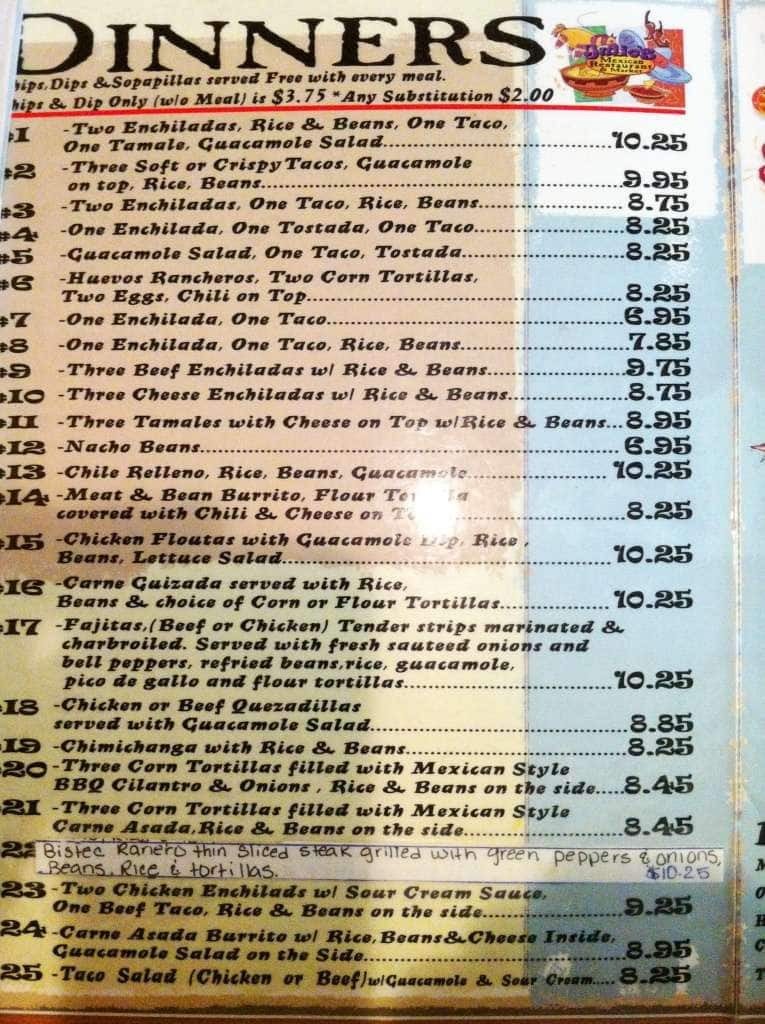 DINNERS
hips, Dips & Sopapillas served Free with every meal.
hips & Dip Only (w/o Meal) is $3.75 *Any Substitution $2.00
Mexican
Restaurant
& Market
#1 -Two Enchiladas, Rice & Beans, One Taco,
One Tamale, Guacamole Salad...10.25
#2 -Three Soft or Crispy Tacos, Guacamole
on top, Rice, Beans...9.95
#3 -Two Enchiladas, One Taco, Rice, Beans...8.75
#4 -One Enchilada, One Tostada, One Taco...8.25
#5 -Guacamole Salad, One Taco, Tostada...8.25
#6 -Huevos Rancheros, Two Corn Tortillas,
Two Eggs, Chili on Top...8.25
#7 -One Enchilada, One Taco...6.95
#8 -One Enchilada, One Taco, Rice, Beans...7.85
#9 -Three Beef Enchiladas w/ Rice & Beans...9.75
#10 -Three Cheese Enchiladas w/ Rice & Beans...8.75
#11 -Three Tamales with Cheese on Top w/Rice & Beans...8.95
#12 -Nacho Beans...6.95
#13 -Chile Relleno, Rice, Beans, Guacamole...10.25
#14 -Meat & Bean Burrito, Flour Tortilla
covered with Chili & Cheese on ...8.25
#15 -Chicken Floutas with Guacamole Dip, Rice ,
Beans, Lettuce Salad...10.25
#16 -Carne Guizada served with Rice,
Beans & choice of Corn or Flour Tortillas...10.25
#17 -Fajitas,(Beef or Chicken) Tender strips marinated &
charbroiled. Served with fresh sauteed onions and
bell peppers, refried beans,rice, guacamole,
pico de gallo and flour tortillas...10.25
18 -Chicken or Beef Quezadillas
served with Guacamole Salad...8.85
19 -Chimichanga with Rice & Beans...8.25
20 -Three Corn Tortillas filled with Mexican Style
BBQ Cilantro & Onions , Rice & Beans on the side....8.45
21 -Three Corn Tortillas filled with Mexican Style
Carne Asada,Rice & Beans on the side...8.45
22 Bistec Ranero thin sliced steak grilled with green peppers & onions,
Beans, Rice & tortillas. $10-25
23 -Two Chicken Enchilads w/ Sour Cream Sauce,
One Beef Taco, Rice & Beans on the side...9.25
24 -Carne Asada Burrito w/ Rice,Beans&Cheese Inside,
Guacamole Salad on the Side...8.95
25 -Taco Salad (Chicken or Beef)w/Guacamole & Sour Cream....8.25